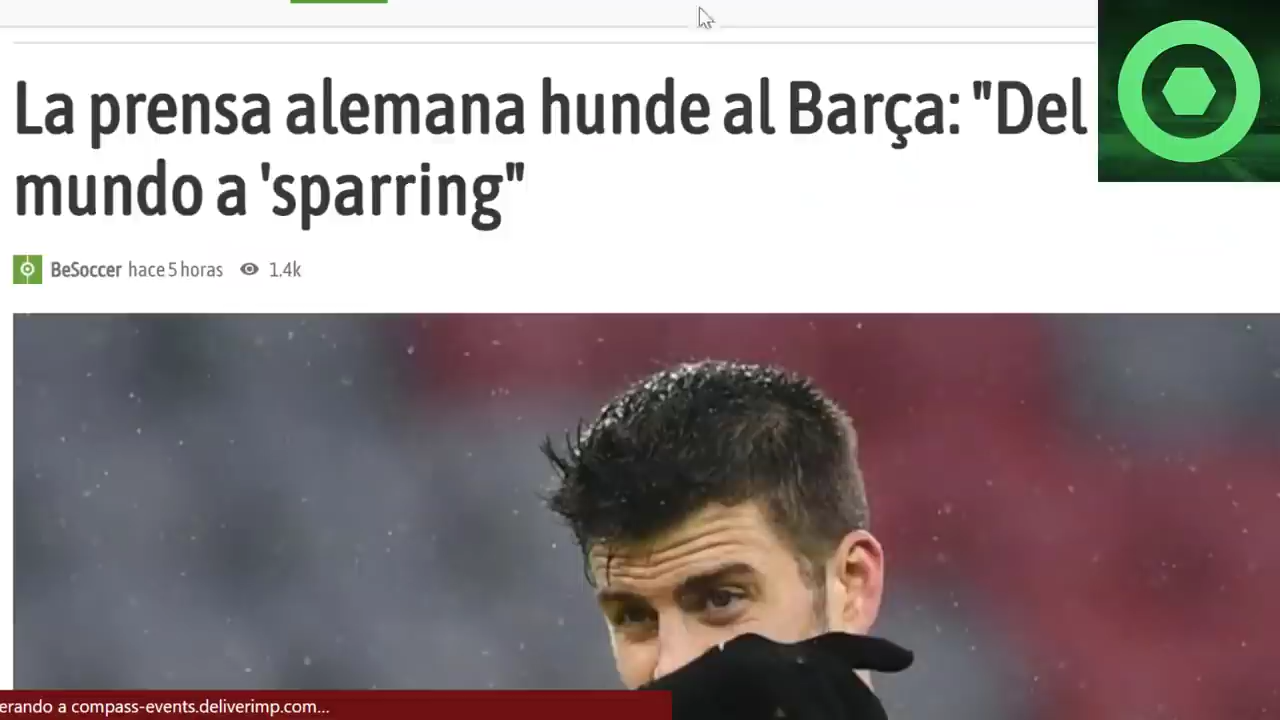 La prensa alemana hunde al Barça: "Del
mundo a 'sparring"
BeSoccer hace 5 horas 1.4k
erando a compass-events.deliverimp.com...